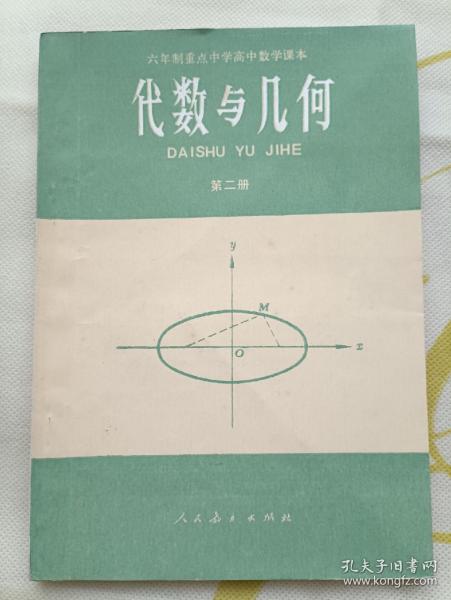 六年制重点中学高中数学课本
代数与几何
DAISHU YU JIHE
第二册
y
M
O
x
人民教育出版社
孔夫子旧书网
www.kongfz.com